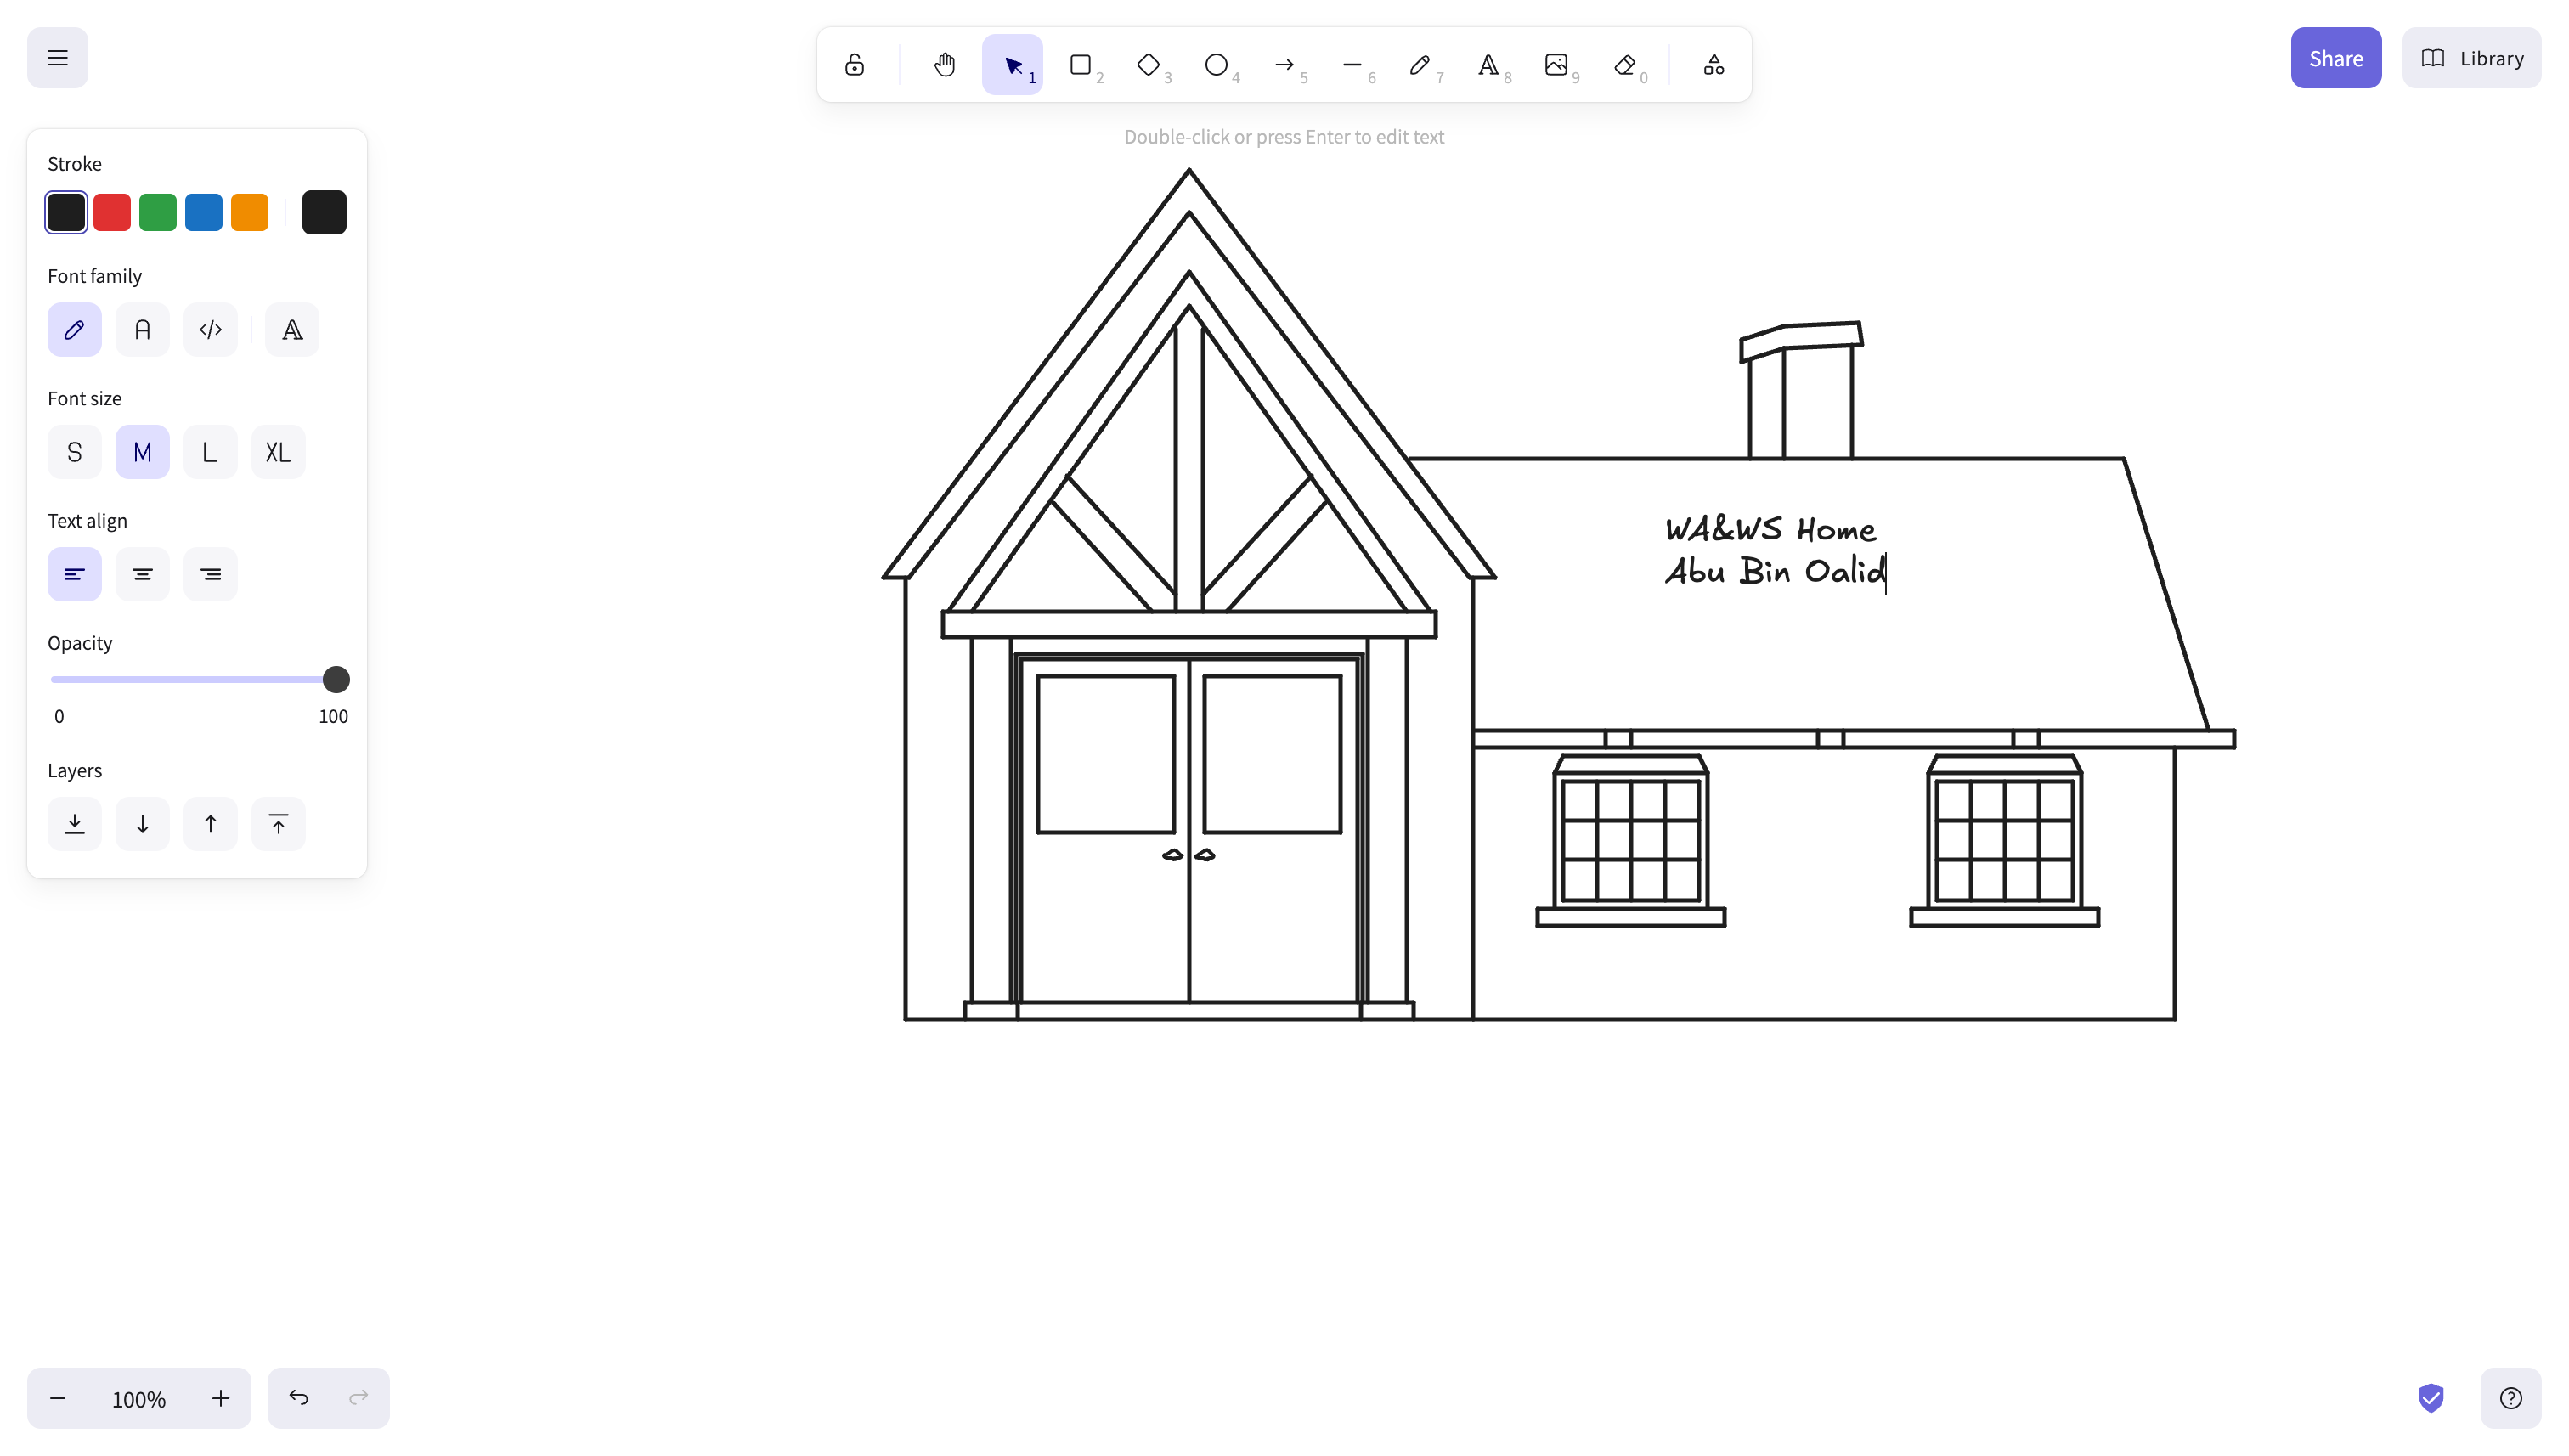 Share
Library
1
2
3
4
5
6
7
8
9
0
Double-click or press Enter to edit text
Stroke
Font family
Font size
S M L XL
Text align
Opacity
0 100
Layers
WA&WS Home
Abu Bin Oalid
100%